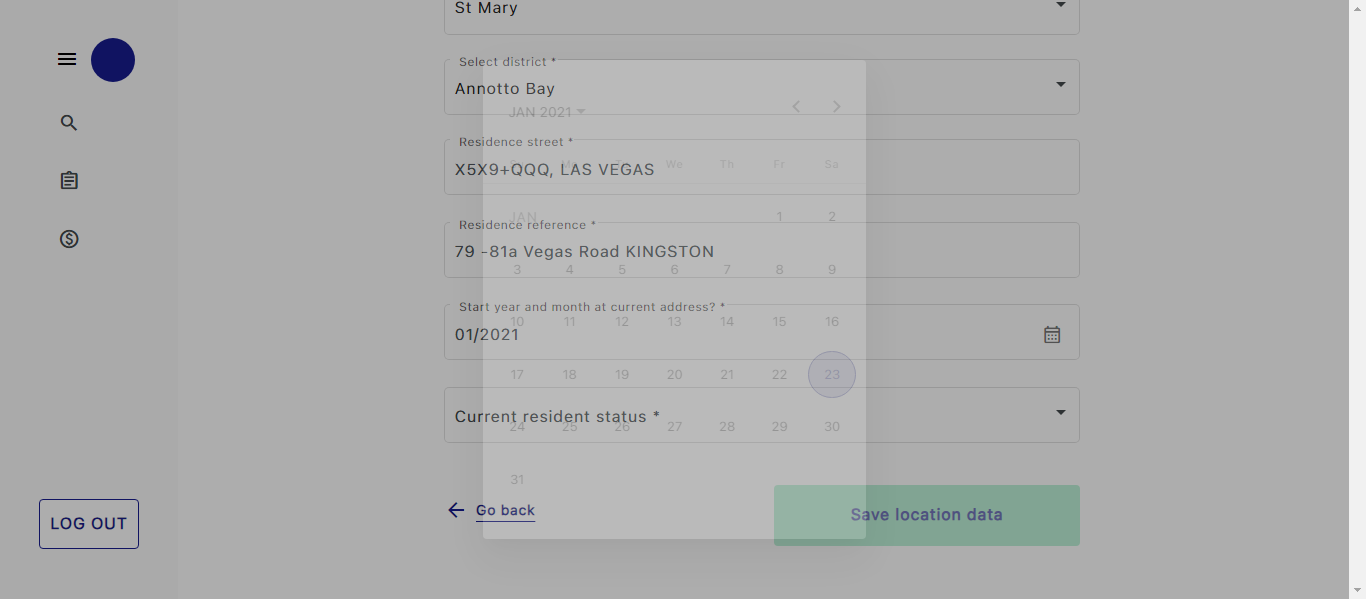 St Mary
Select district *
Annotto Bay
JAN 2021
Residence street *
Su Mo Tu We Th Fr Sa
X5X9+QQQ, LAS VEGAS
JAN 1 2
Residence reference *
79 -81a Vegas Road KINGSTON
3 4 5 6 7 8 9
Start year and month at current address? *
10 11 12 13 14 15 16
01/2021
17 18 19 20 21 22 23
Current resident status *
24 25 26 27 28 29 30
31
Go back
Save location data
LOG OUT